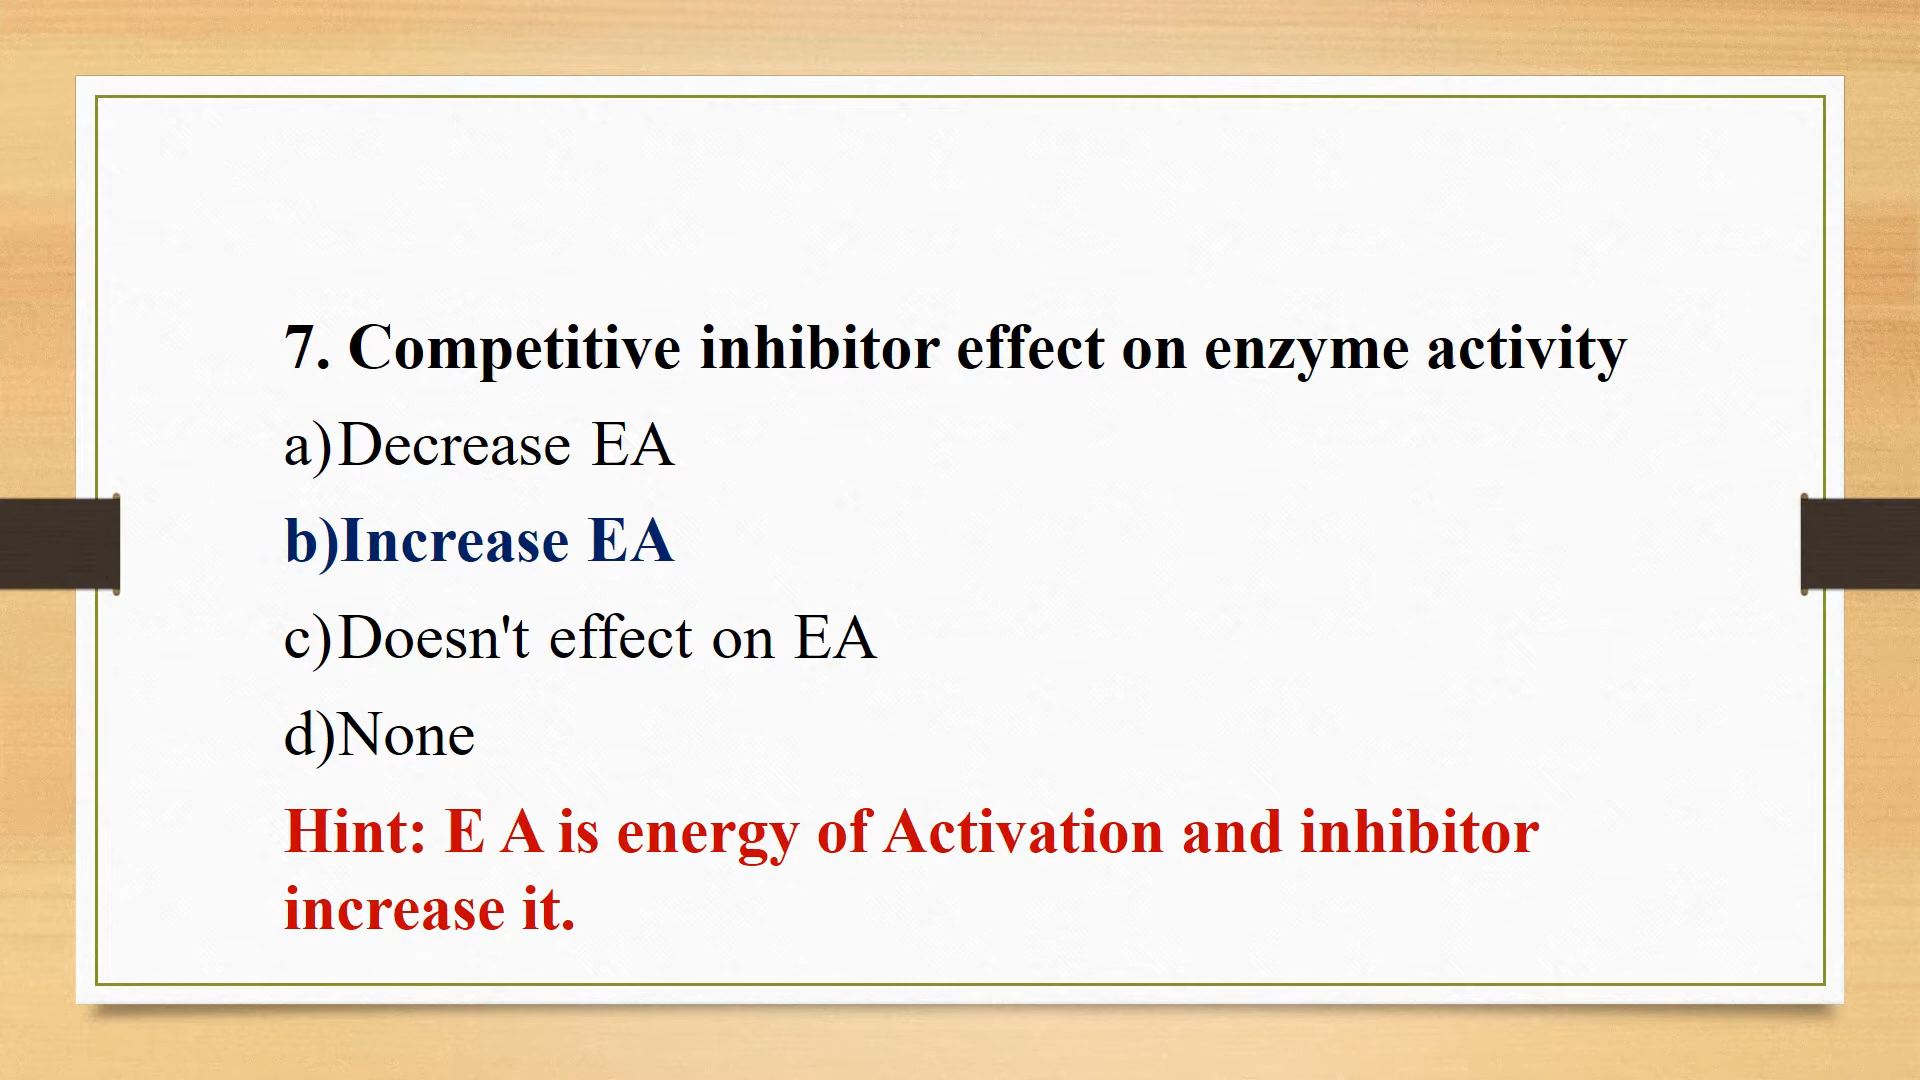 7. Competitive inhibitor effect on enzyme activity
a)Decrease EA
b)Increase EA
c)Doesn't effect on EA
d)None
Hint: E A is energy of Activation and inhibitor
increase it.